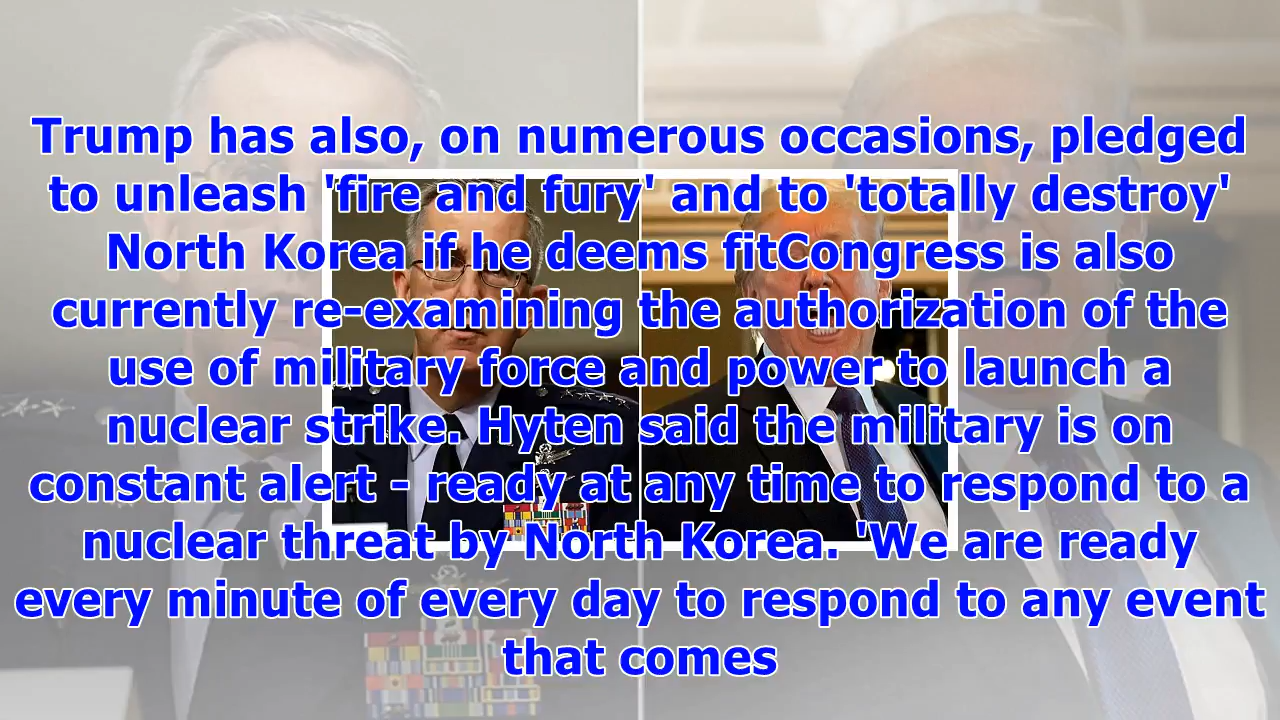 Trump has also, on numerous occasions, pledged
to unleash 'fire and fury' and to 'totally destroy'
North Korea if he deems fitCongress is also
currently re-examining the authorization of the
use of military force and power to launch a
nuclear strike. Hyten said the military is on
constant alert - ready at any time to respond to a
nuclear threat by North Korea. 'We are ready
every minute of every day to respond to any event
that comes